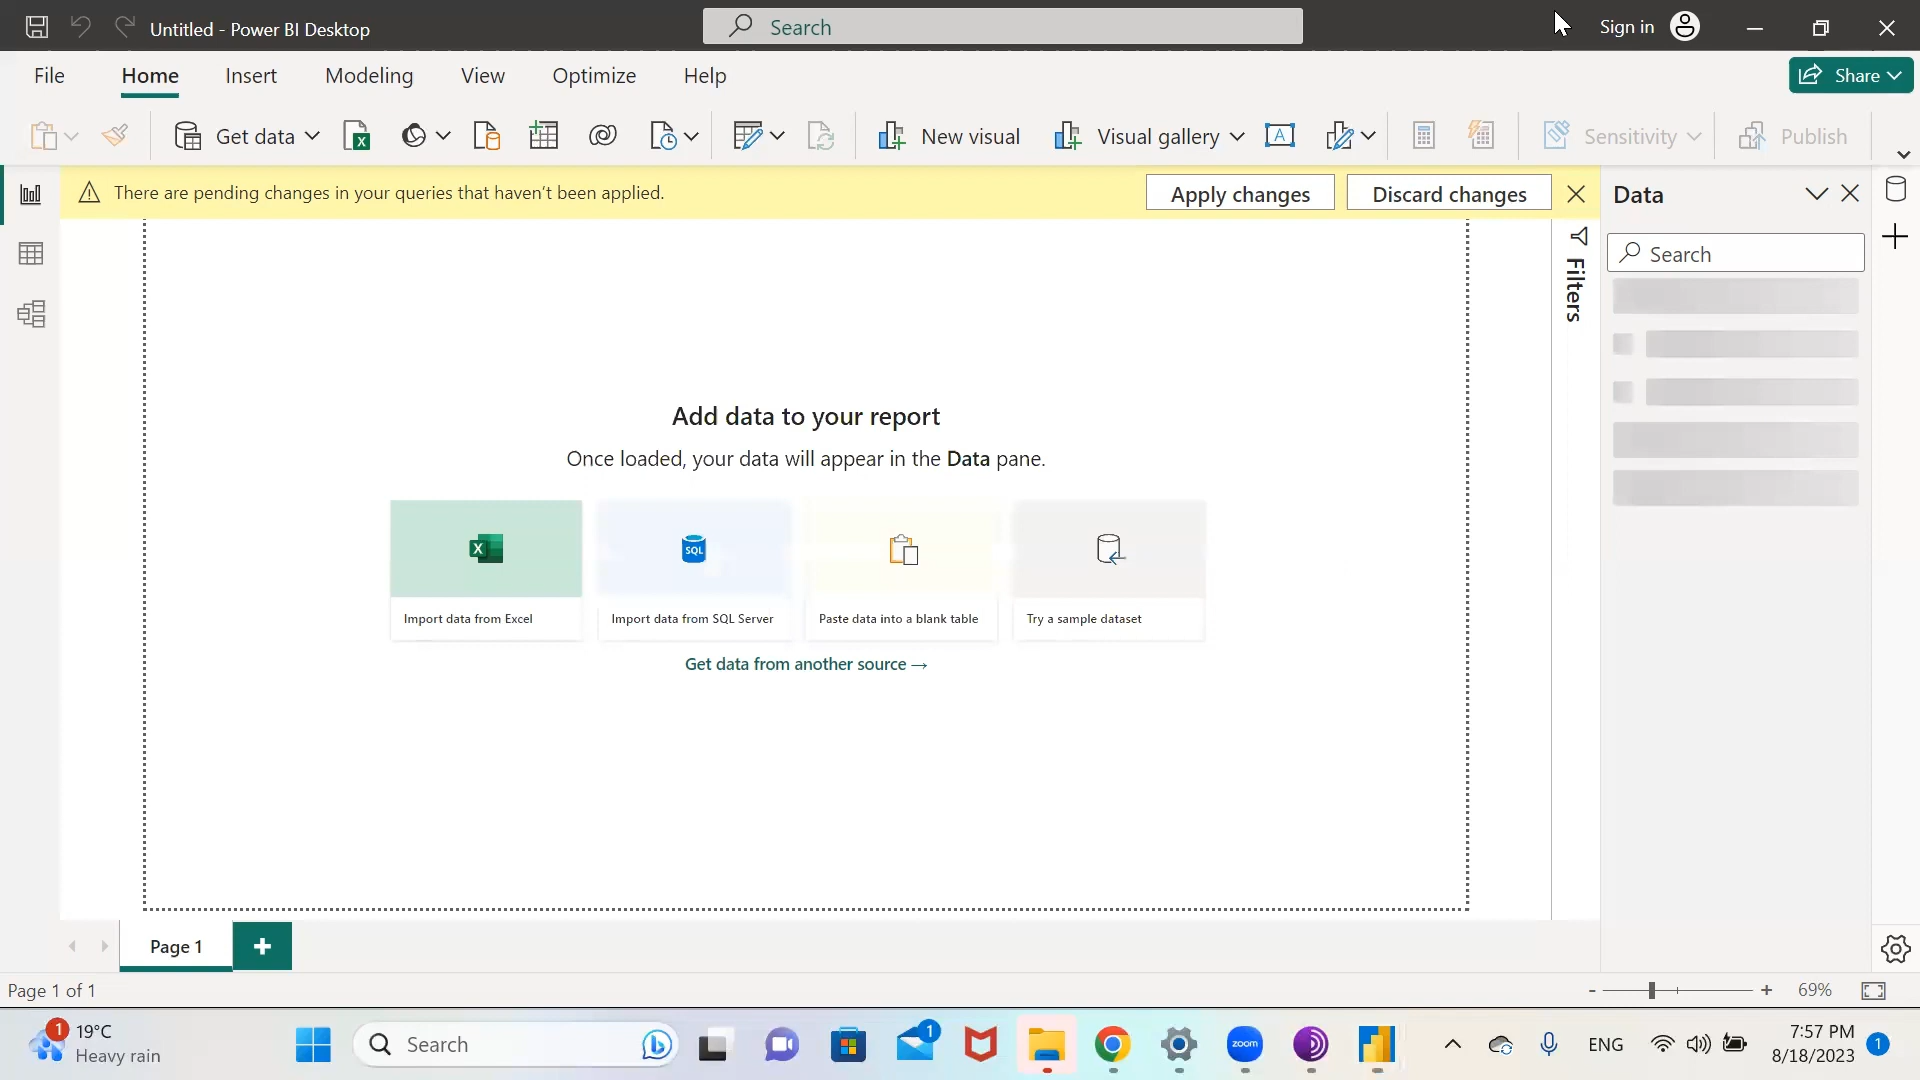 Untitled - Power BI Desktop
Search
Sign in
File
Home
Insert
Modeling
View
Optimize
Help
Share
Get data
New visual
Visual gallery
A
Sensitivity
Publish
There are pending changes in your queries that haven't been applied.
Apply changes
Discard changes
Data
Search
Filters
Add data to your report
Once loaded, your data will appear in the Data pane.
X
SQL
Import data from Excel
Import data from SQL Server
Paste data into a blank table
Try a sample dataset
Get data from another source →
Page 1
Page 1 of 1
- + 69%
1
19°C
Heavy rain
Search
1
zoom
ENG
7:57 PM
8/18/2023
1